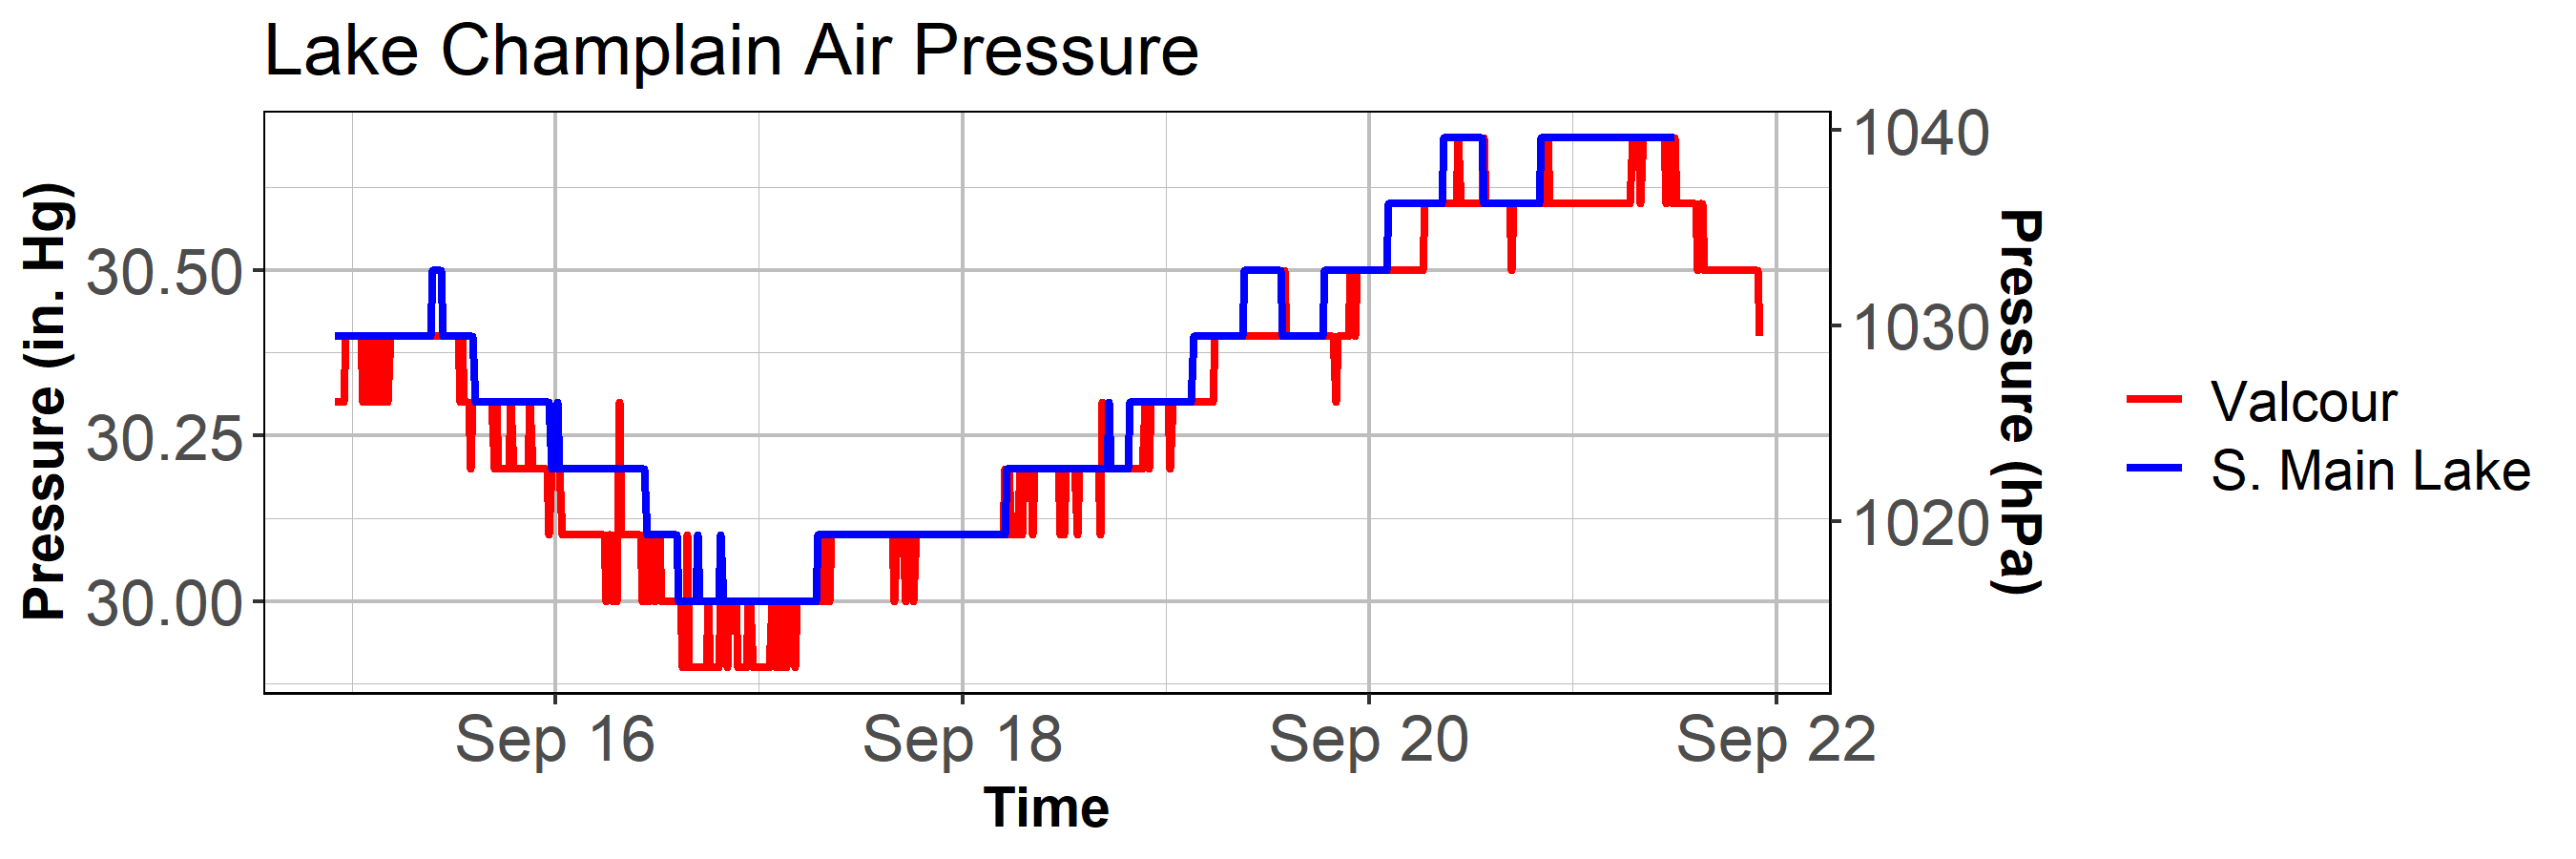 Lake Champlain Air Pressure
Pressure (in. Hg)
30.50
30.25
30.00
1040
1030
1020
Pressure (hPa)
Sep 16
Sep 18
Sep 20
Sep 22
Time
Valcour
S. Main Lake